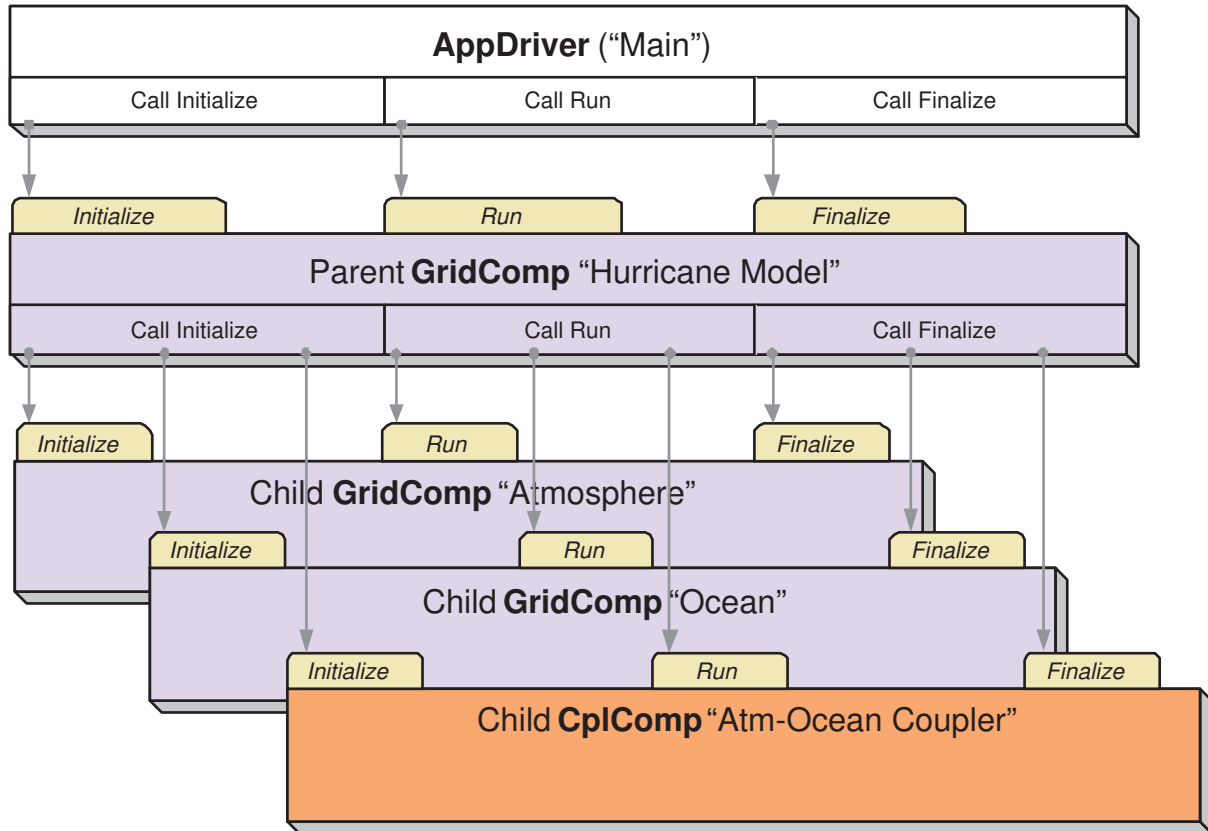 AppDriver (“Main”)
Call Initialize
Call Run
Call Finalize
Initialize
Run
Finalize
Parent GridComp “Hurricane Model”
Call Initialize
Call Run
Call Finalize
Initialize
Run
Finalize
Child GridComp “Atmosphere”
Initialize
Run
Finalize
Child GridComp “Ocean”
Initialize
Run
Finalize
Child CplComp “Atm-Ocean Coupler”